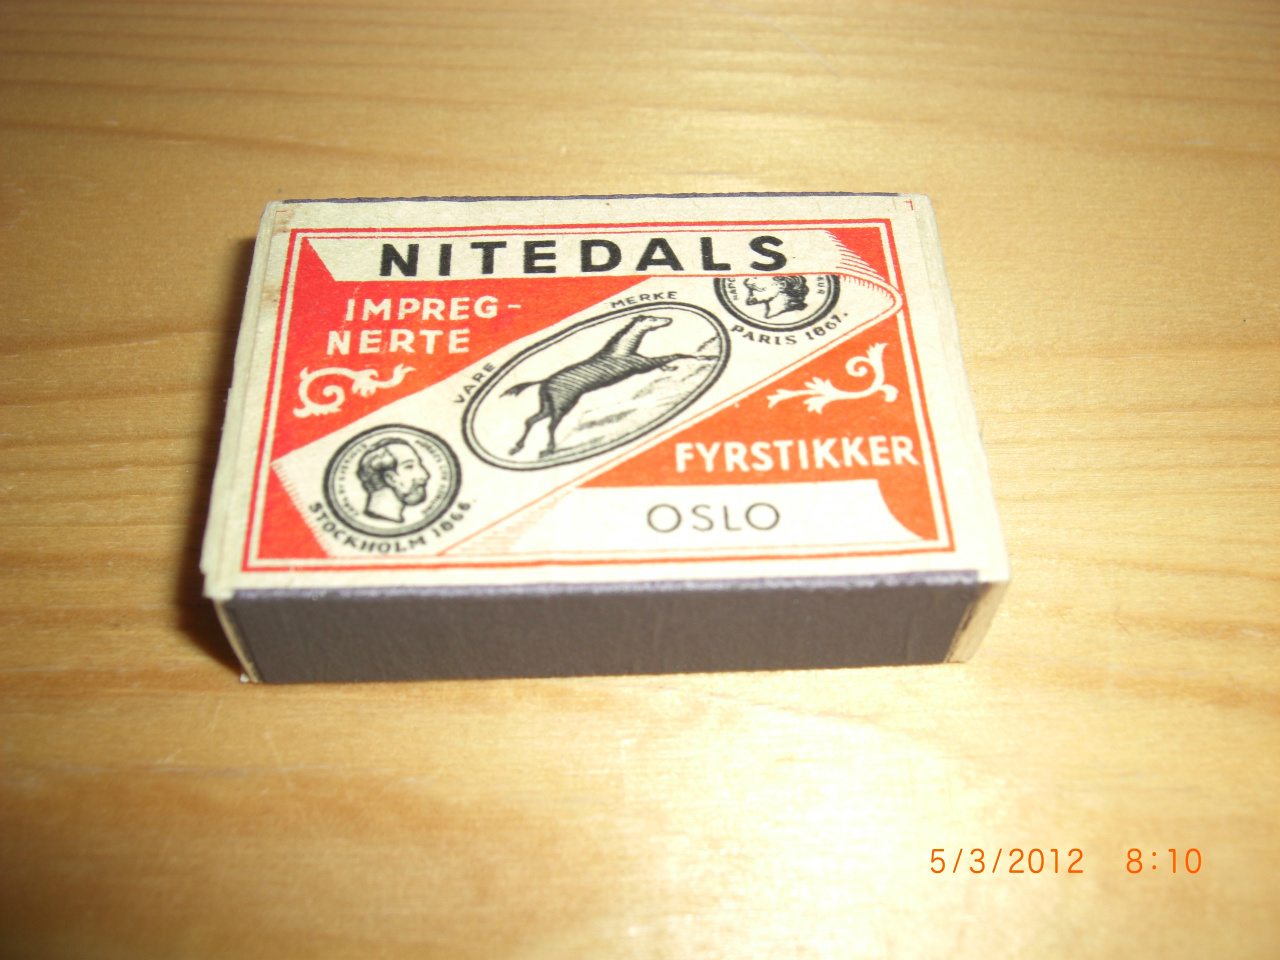 NITEDALS
IMPREG-
NERTE
VARE MERKE
PARIS 1867.
STOCKHOLM 1866.
FYRSTIKKER
OSLO
5/3/2012 8:10